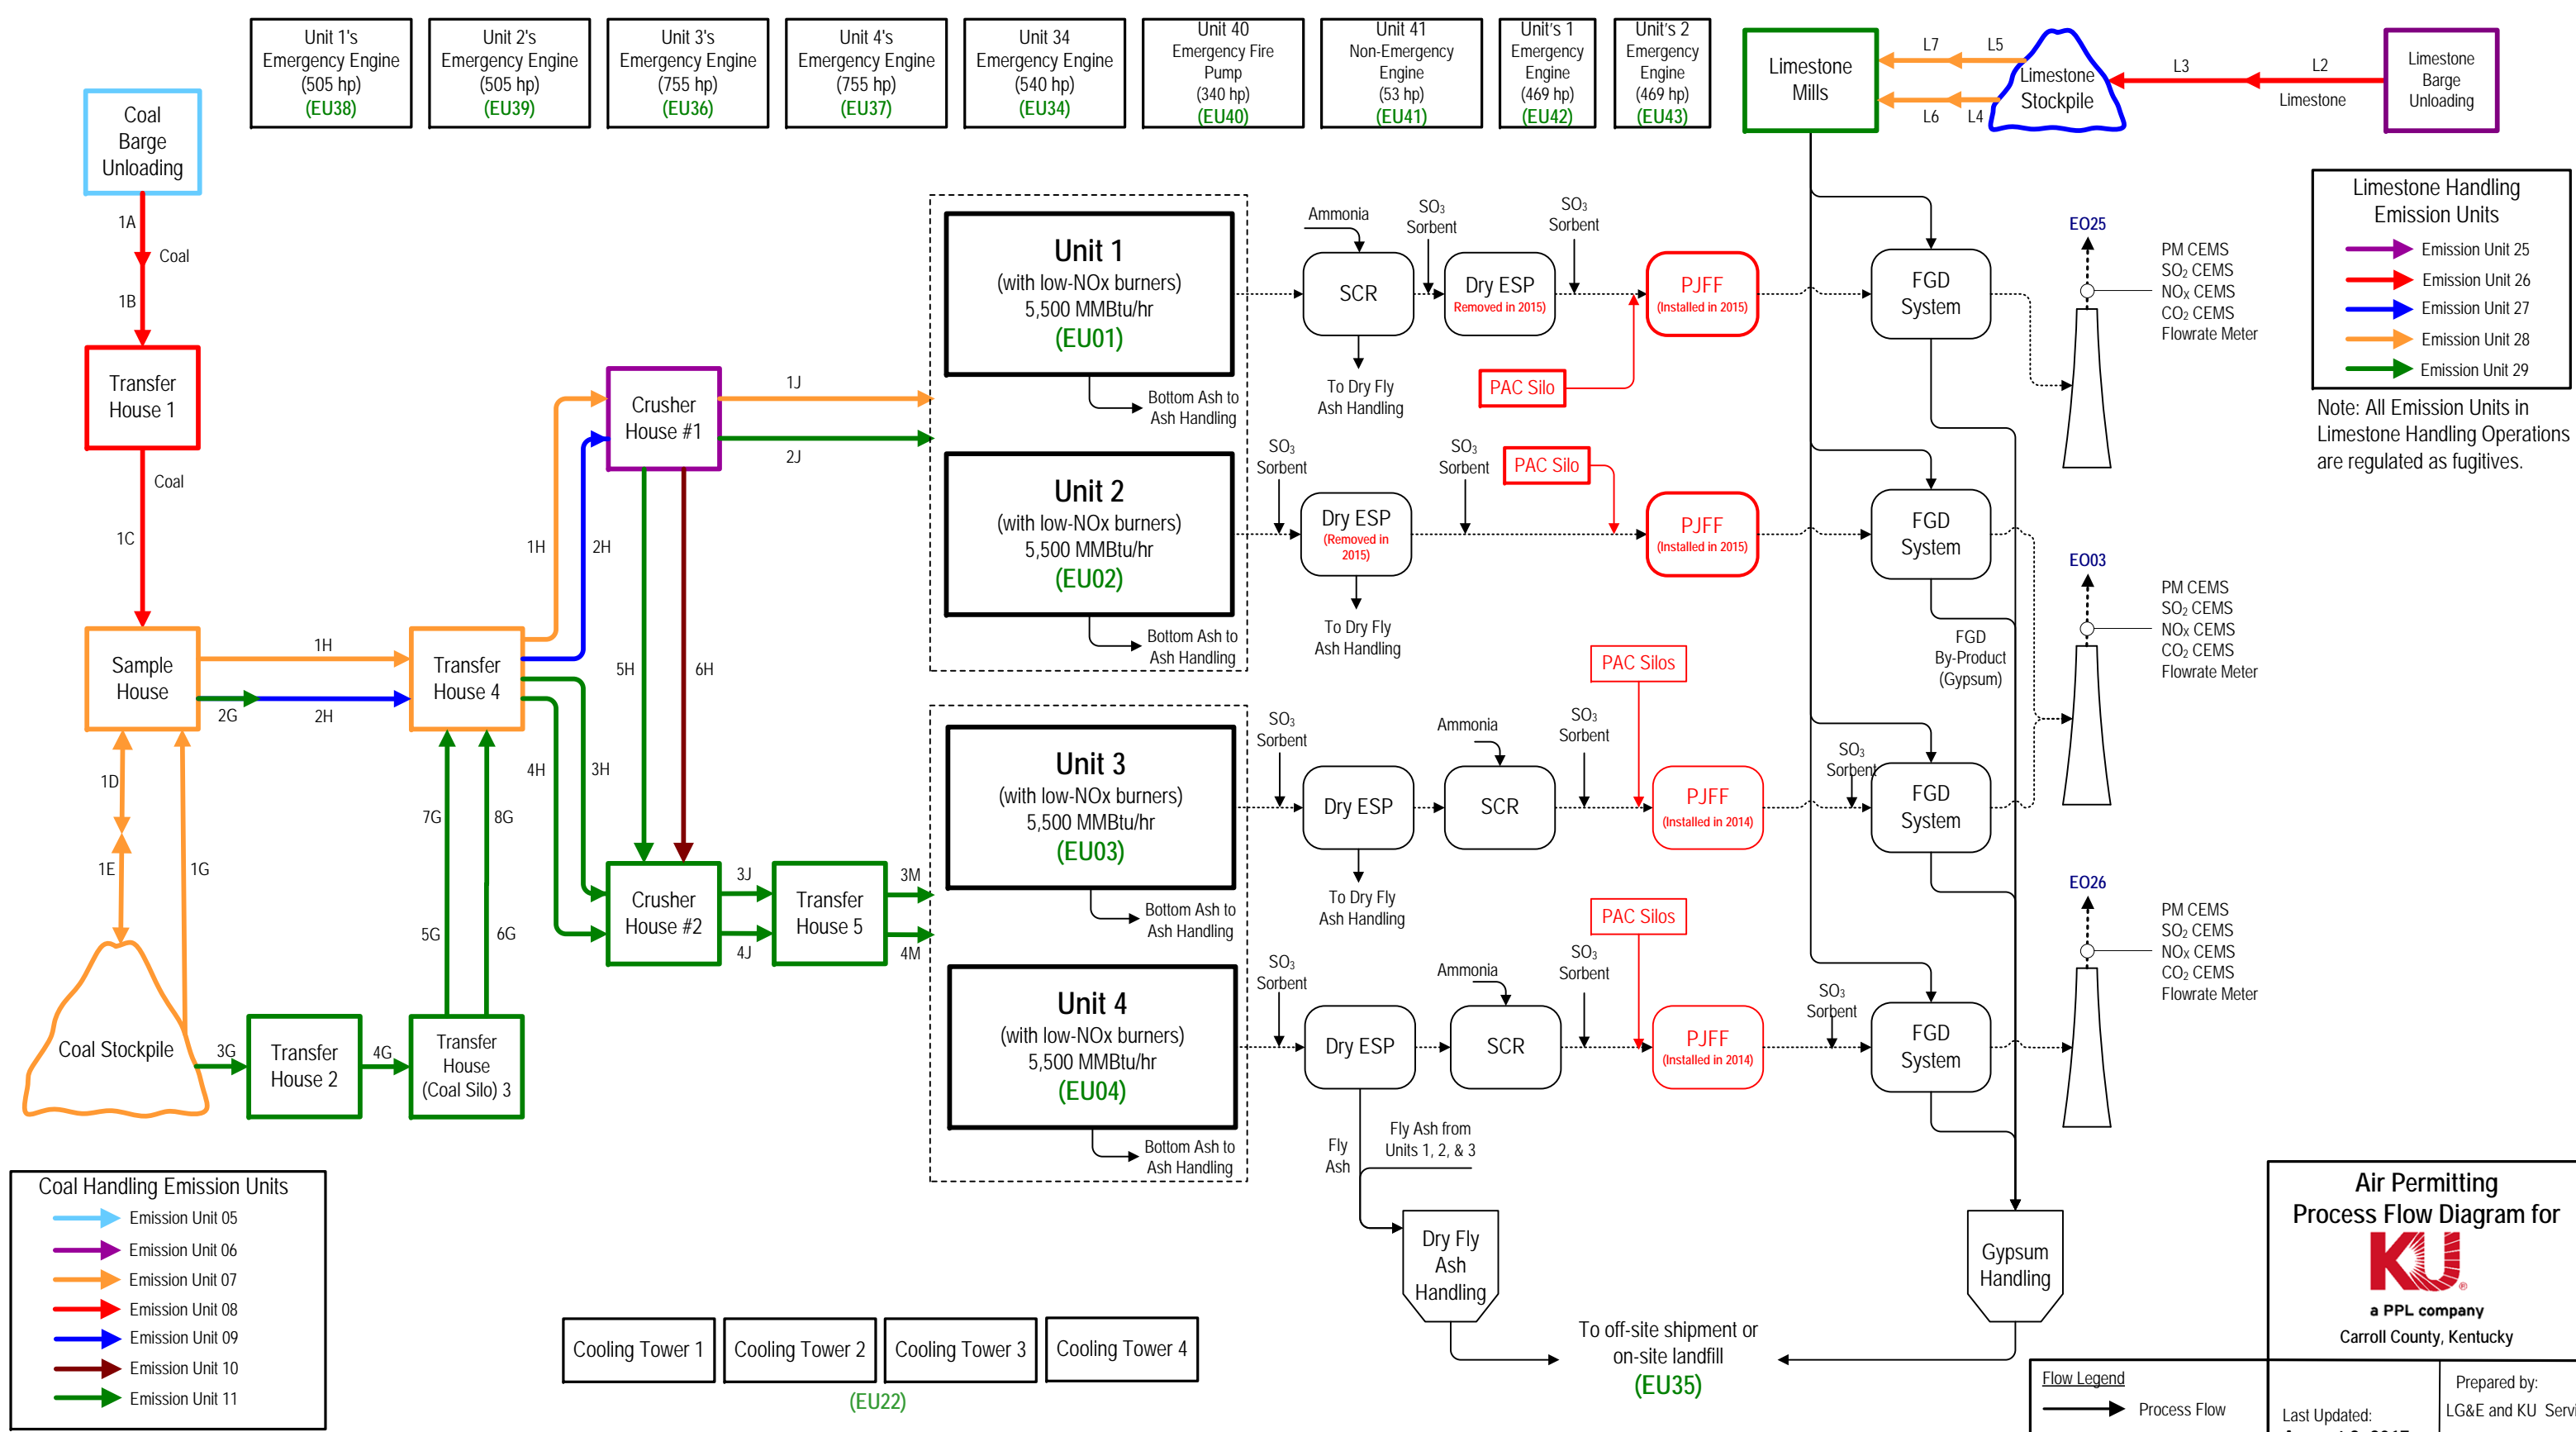 Unit 1's
Emergency Engine
(505 hp)
(EU38)
Unit 2's
Emergency Engine
(505 hp)
(EU39)
Unit 3's
Emergency Engine
(755 hp)
(EU36)
Unit 4's
Emergency Engine
(755 hp)
(EU37)
Unit 34
Emergency Engine
(540 hp)
(EU34)
Unit 40
Emergency Fire
Pump
(340 hp)
(EU40)
Unit 41
Non-Emergency
Engine
(53 hp)
(EU41)
Unit's 1
Emergency
Engine
(469 hp)
(EU42)
Unit's 2
Emergency
Engine
(469 hp)
(EU43)
Limestone
Mills
L7
L5
L6
L4
Limestone
Stockpile
L3
L2
Limestone
Limestone
Barge
Unloading
Coal
Barge
Unloading
1A
Coal
1B
Transfer
House 1
Coal
1C
Sample
House
1H
2G
2H
Transfer
House 4
1D
1E
1G
Coal Stockpile
3G
Transfer
House 2
4G
Transfer
House
(Coal Silo) 3
7G
8G
5G
6G
1H
2H
4H
3H
Crusher
House #1
1J
2J
5H
6H
Crusher
House #2
3J
4J
Transfer
House 5
3M
4M
Unit 1
(with low-NOx burners)
5,500 MMBtu/hr
(EU01)
Bottom Ash to
Ash Handling
Unit 2
(with low-NOx burners)
5,500 MMBtu/hr
(EU02)
Bottom Ash to
Ash Handling
Unit 3
(with low-NOx burners)
5,500 MMBtu/hr
(EU03)
Bottom Ash to
Ash Handling
Unit 4
(with low-NOx burners)
5,500 MMBtu/hr
(EU04)
Bottom Ash to
Ash Handling
Ammonia
SCR
To Dry Fly
Ash Handling
SO3
Sorbent
Dry ESP
Removed in 2015)
SO3
Sorbent
PAC Silo
PJFF
(Installed in 2015)
FGD
System
SO3
Sorbent
Dry ESP
(Removed in
2015)
To Dry Fly
Ash Handling
SO3
Sorbent
PAC Silo
PJFF
(Installed in 2015)
FGD
System
FGD
By-Product
(Gypsum)
SO3
Sorbent
Dry ESP
To Dry Fly
Ash Handling
Ammonia
SCR
SO3
Sorbent
PAC Silos
PJFF
(Installed in 2014)
SO3
Sorbent
FGD
System
SO3
Sorbent
Dry ESP
Ammonia
SCR
SO3
Sorbent
PAC Silos
PJFF
(Installed in 2014)
SO3
Sorbent
FGD
System
Fly
Ash
Fly Ash from
Units 1, 2, & 3
Dry Fly
Ash
Handling
Gypsum
Handling
To off-site shipment or
on-site landfill
(EU35)
EO25
PM CEMS
SO2 CEMS
NOX CEMS
CO2 CEMS
Flowrate Meter
EO03
PM CEMS
SO2 CEMS
NOX CEMS
CO2 CEMS
Flowrate Meter
EO26
PM CEMS
SO2 CEMS
NOX CEMS
CO2 CEMS
Flowrate Meter
Limestone Handling
Emission Units
Emission Unit 25
Emission Unit 26
Emission Unit 27
Emission Unit 28
Emission Unit 29
Note: All Emission Units in
Limestone Handling Operations
are regulated as fugitives.
Coal Handling Emission Units
Emission Unit 05
Emission Unit 06
Emission Unit 07
Emission Unit 08
Emission Unit 09
Emission Unit 10
Emission Unit 11
Cooling Tower 1
Cooling Tower 2
Cooling Tower 3
Cooling Tower 4
(EU22)
Air Permitting
Process Flow Diagram for
KU®
a PPL company
Carroll County, Kentucky
Flow Legend
Process Flow
Last Updated:
Prepared by:
LG&E and KU